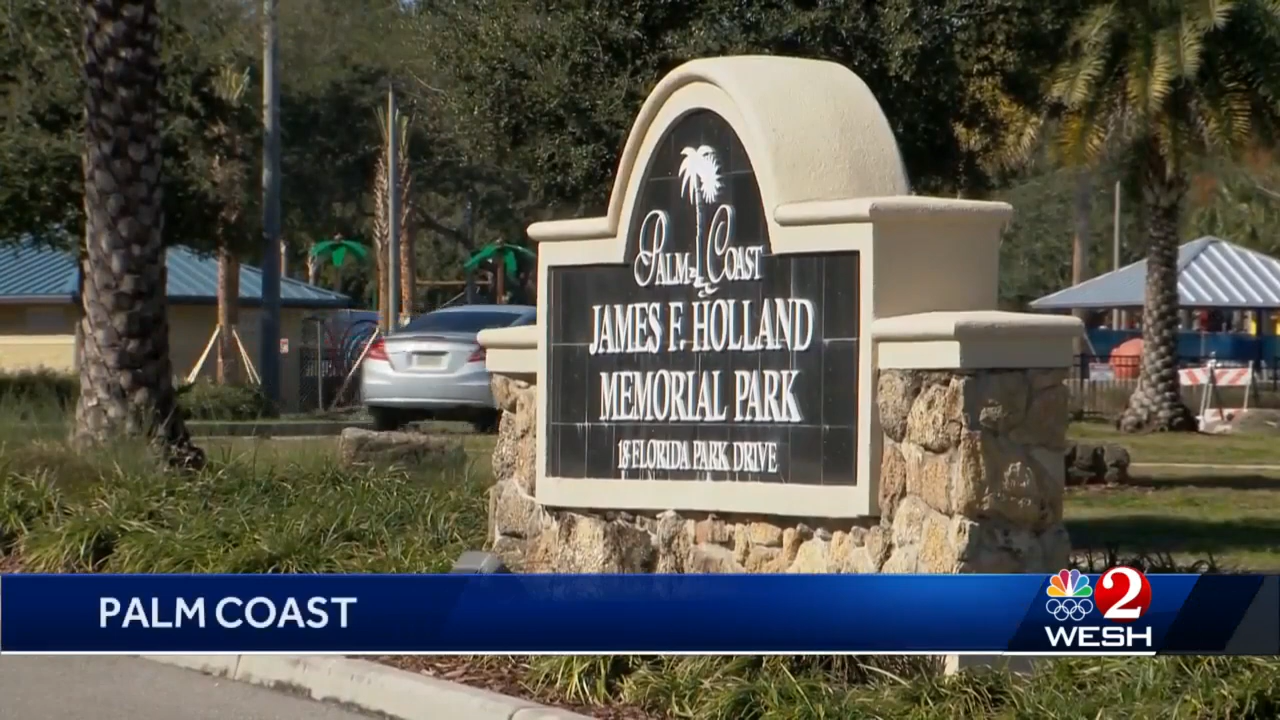 PALM COAST
JAMES F. HOLLAND
MEMORIAL PARK
18 FLORIDA PARK DRIVE
PALM COAST
2
WESH